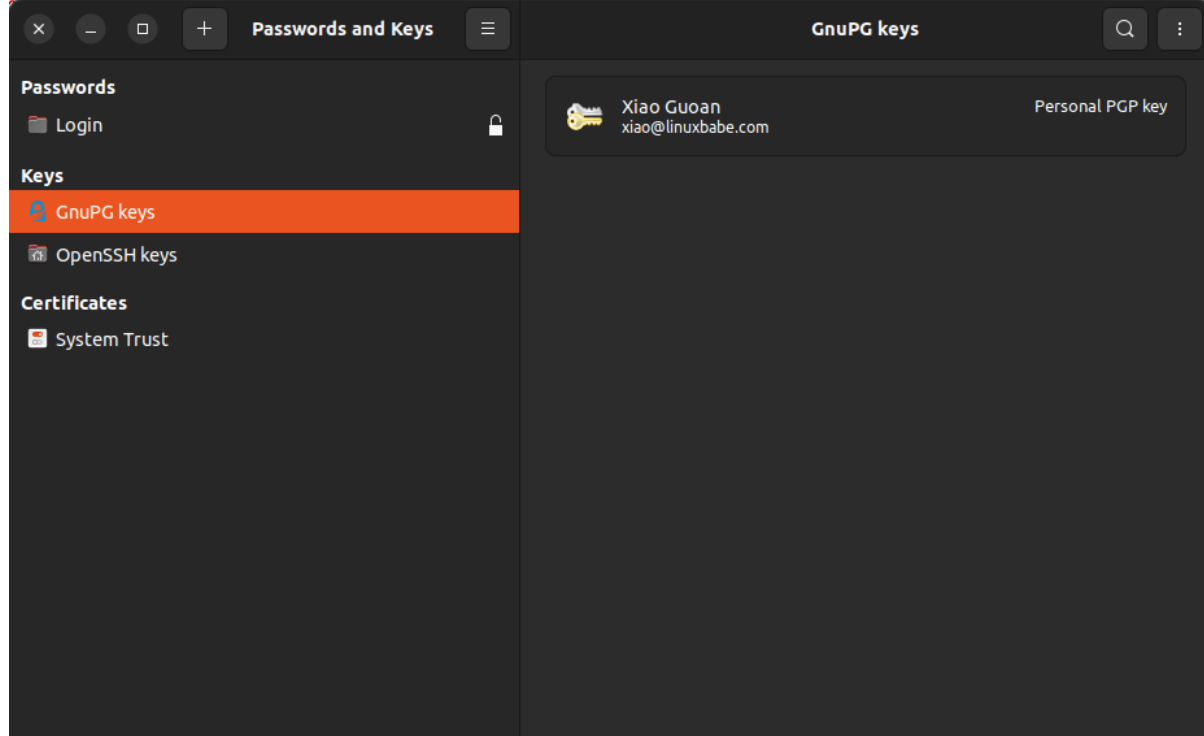 Passwords and Keys
GnuPG keys
Passwords
Login
Keys
GnuPG keys
OpenSSH keys
Certificates
System Trust
Xiao Guoan
xiao@linuxbabe.com
Personal PGP key